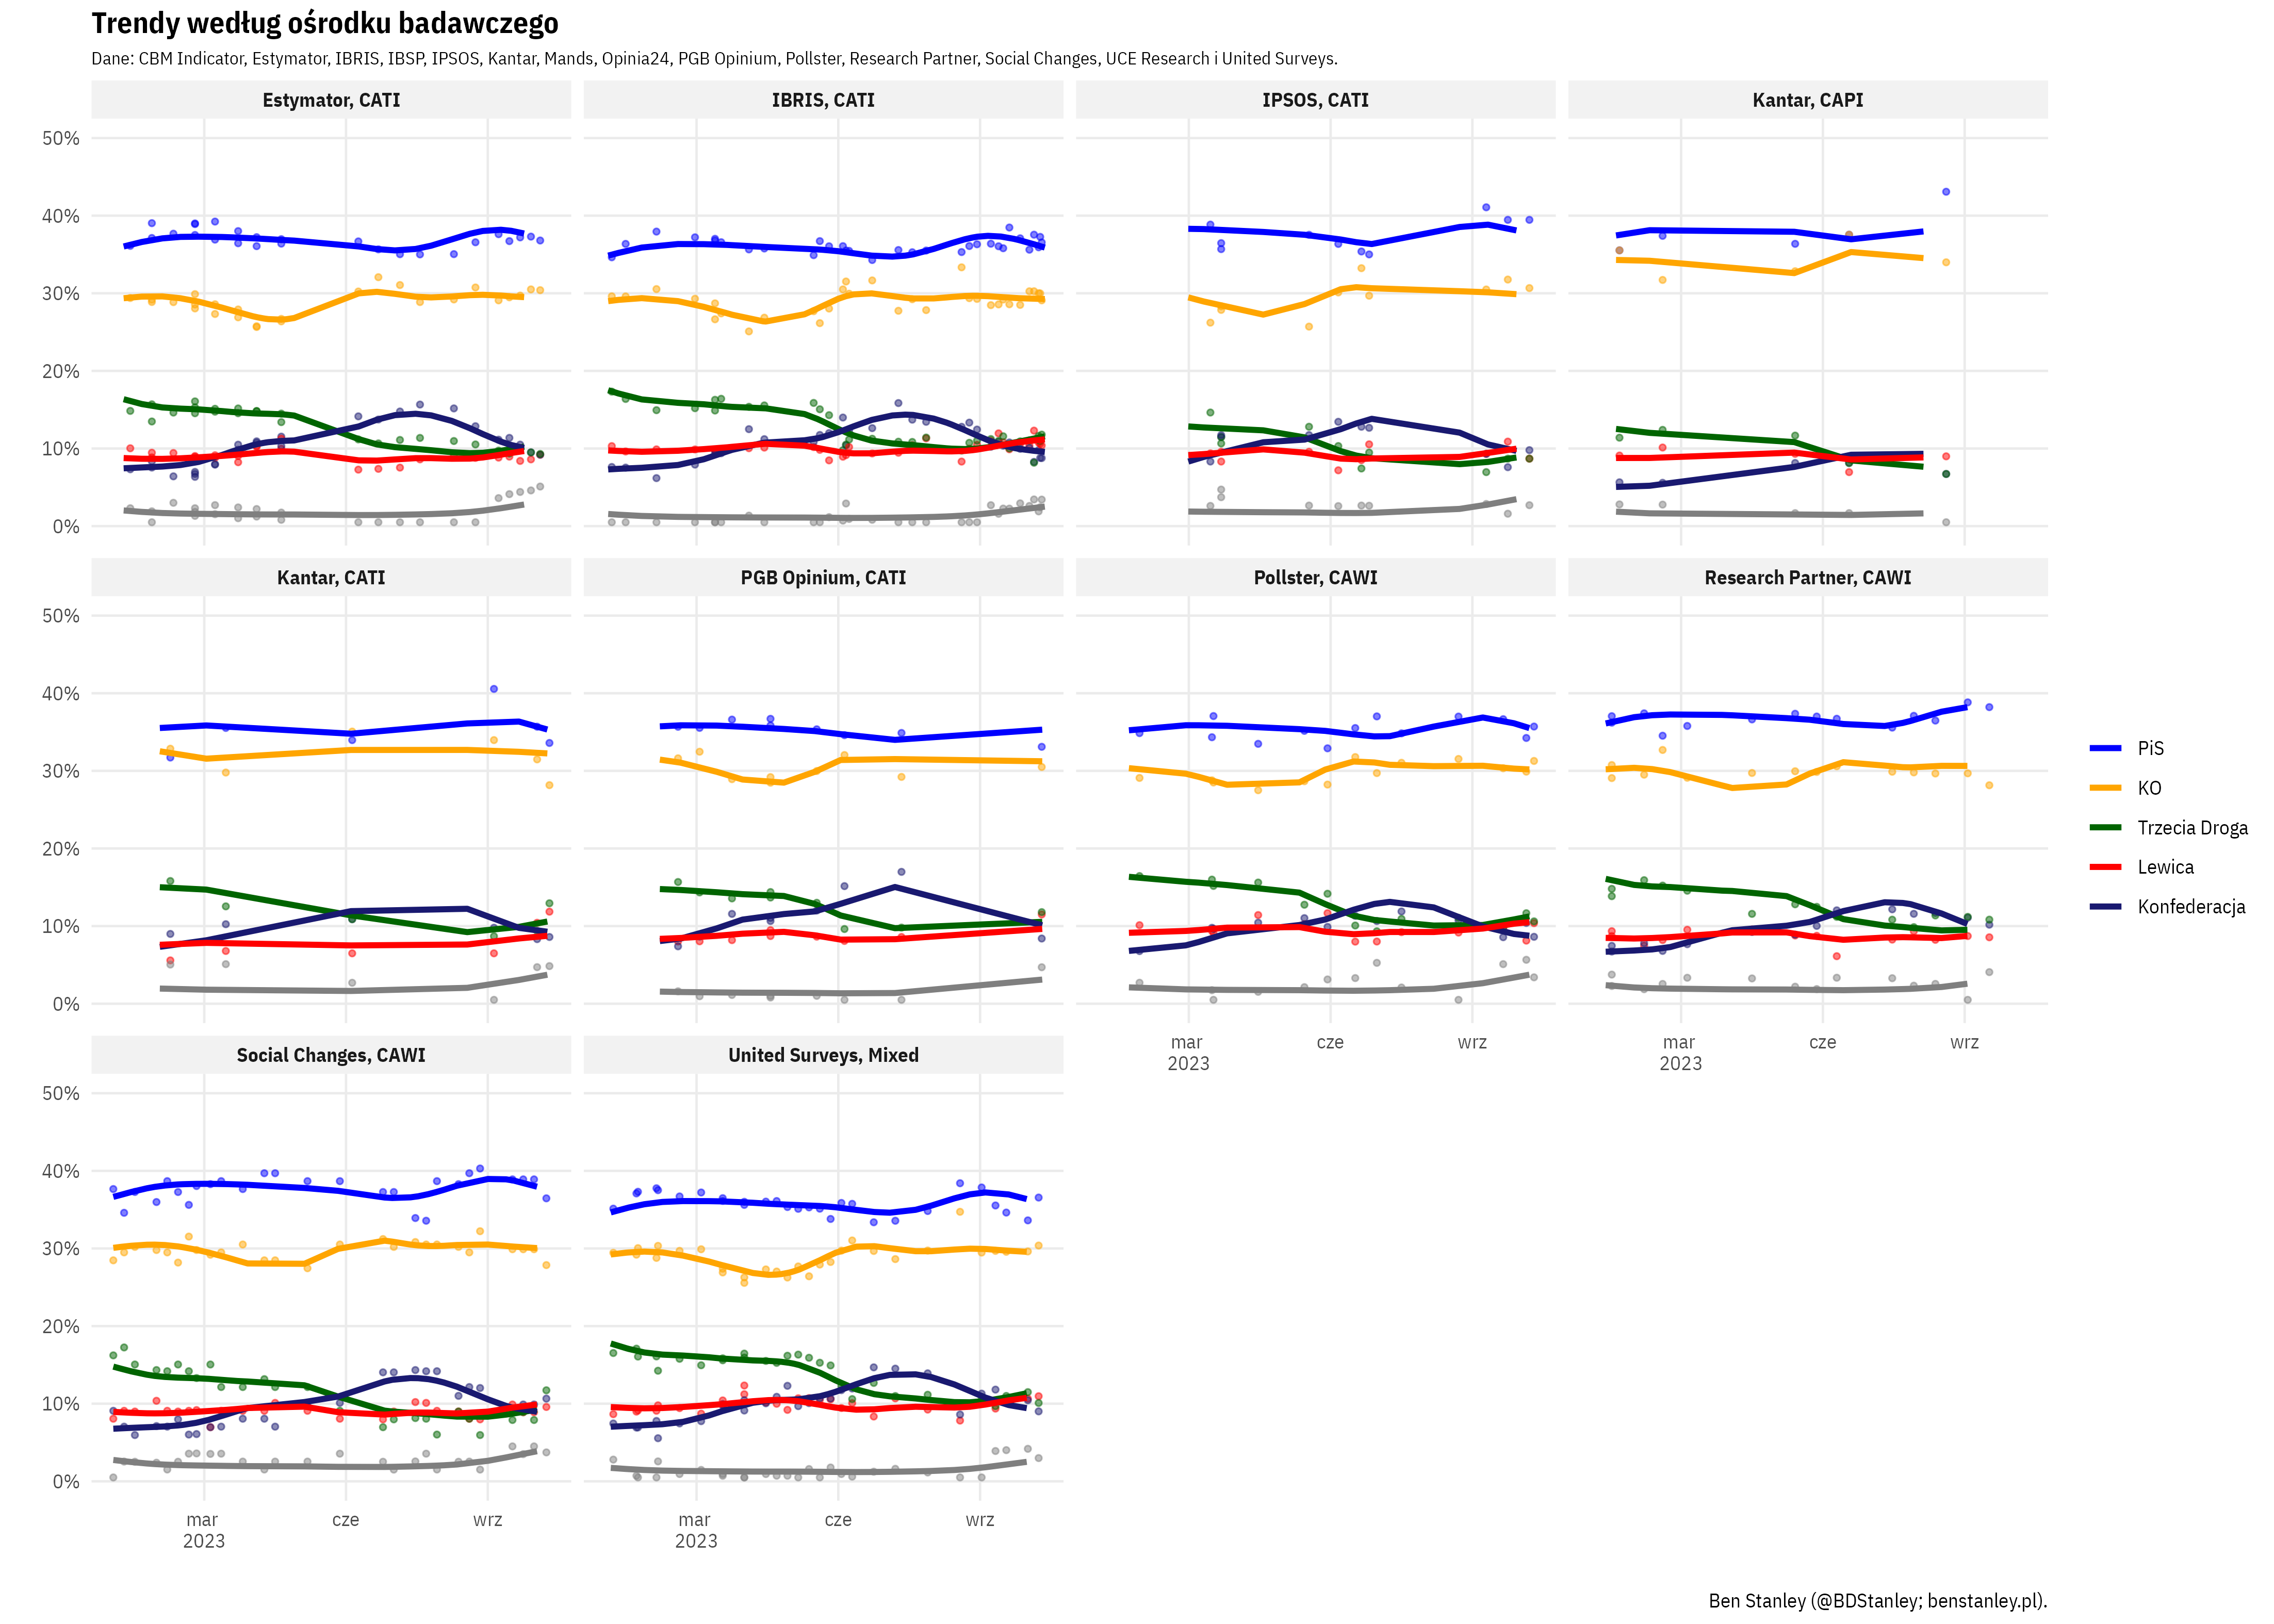 Trendy według ośrodku badawczego
Dane: CBM Indicator, Estymator, IBRIS, IBSP, IPSOS, Kantar, Mands, Opinia24, PGB Opinium, Pollster, Research Partner, Social Changes, UCE Research i United Surveys.
Estymator, CATI
IBRIS, CATI
IPSOS, CATI
Kantar, CAPI
50%
40%
30%
20%
10%
0%
Kantar, CATI
PGB Opinium, CATI
Pollster, CAWI
Research Partner, CAWI
50%
40%
30%
20%
10%
0%
mar
2023
cze
wrz
mar
2023
cze
wrz
Social Changes, CAWI
United Surveys, Mixed
50%
40%
30%
20%
10%
0%
mar
2023
cze
wrz
mar
2023
cze
wrz
PiS
KO
Trzecia Droga
Lewica
Konfederacja
Ben Stanley (@BDStanley; benstanley.pl).